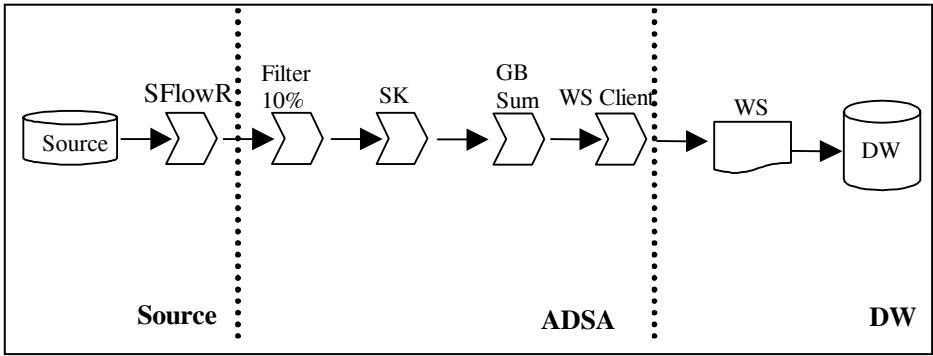 Source
SFlowR
Filter
10%
SK
GB
Sum
WS Client
WS
DW
Source
ADSA
DW